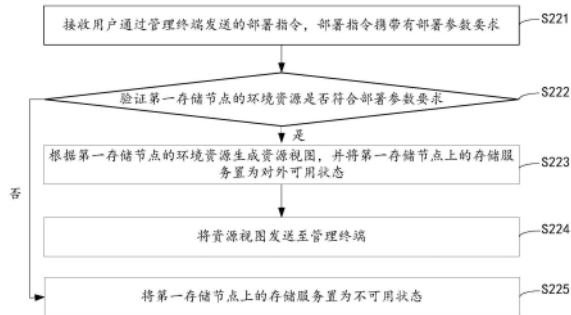 接收用户通过管理终端发送的部署指令，部署指令携带有部署参数要求
S221
验证第一存储节点的环境资源是否符合部署参数要求
S222
是
根据第一存储节点的环境资源生成资源视图，并将第一存储节点上的存储服
务置为对外可用状态
S223
否
将资源视图发送至管理终端
S224
将第一存储节点上的存储服务置为不可用状态
S225